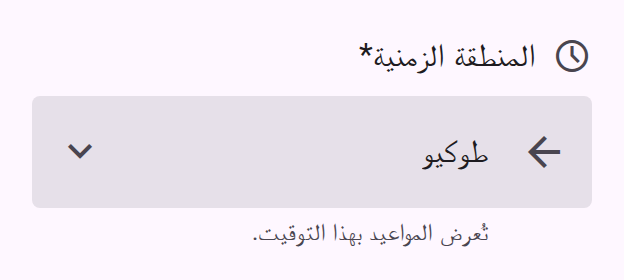 المنطقة الزمنية*
طوكيو
تُعرض المواعيد بهذا التوقيت.